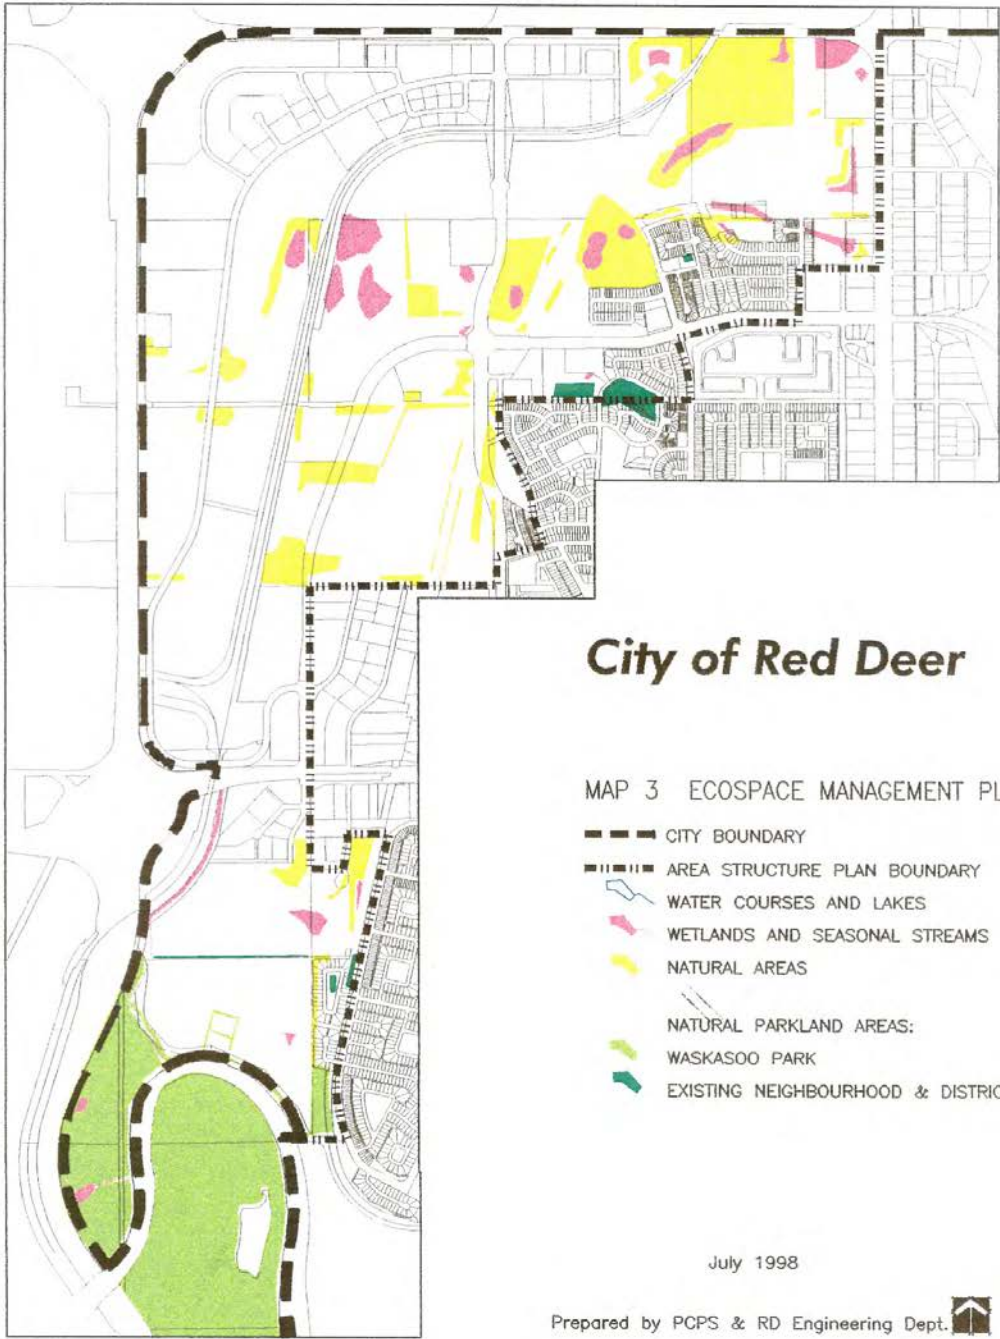 City of Red Deer
MAP 3 ECOSPACE MANAGEMENT PL
CITY BOUNDARY
AREA STRUCTURE PLAN BOUNDARY
WATER COURSES AND LAKES
WETLANDS AND SEASONAL STREAMS
NATURAL AREAS
NATURAL PARKLAND AREAS:
WASKASOO PARK
EXISTING NEIGHBOURHOOD & DISTRIC
July 1998
Prepared by PCPS & RD Engineering Dept.